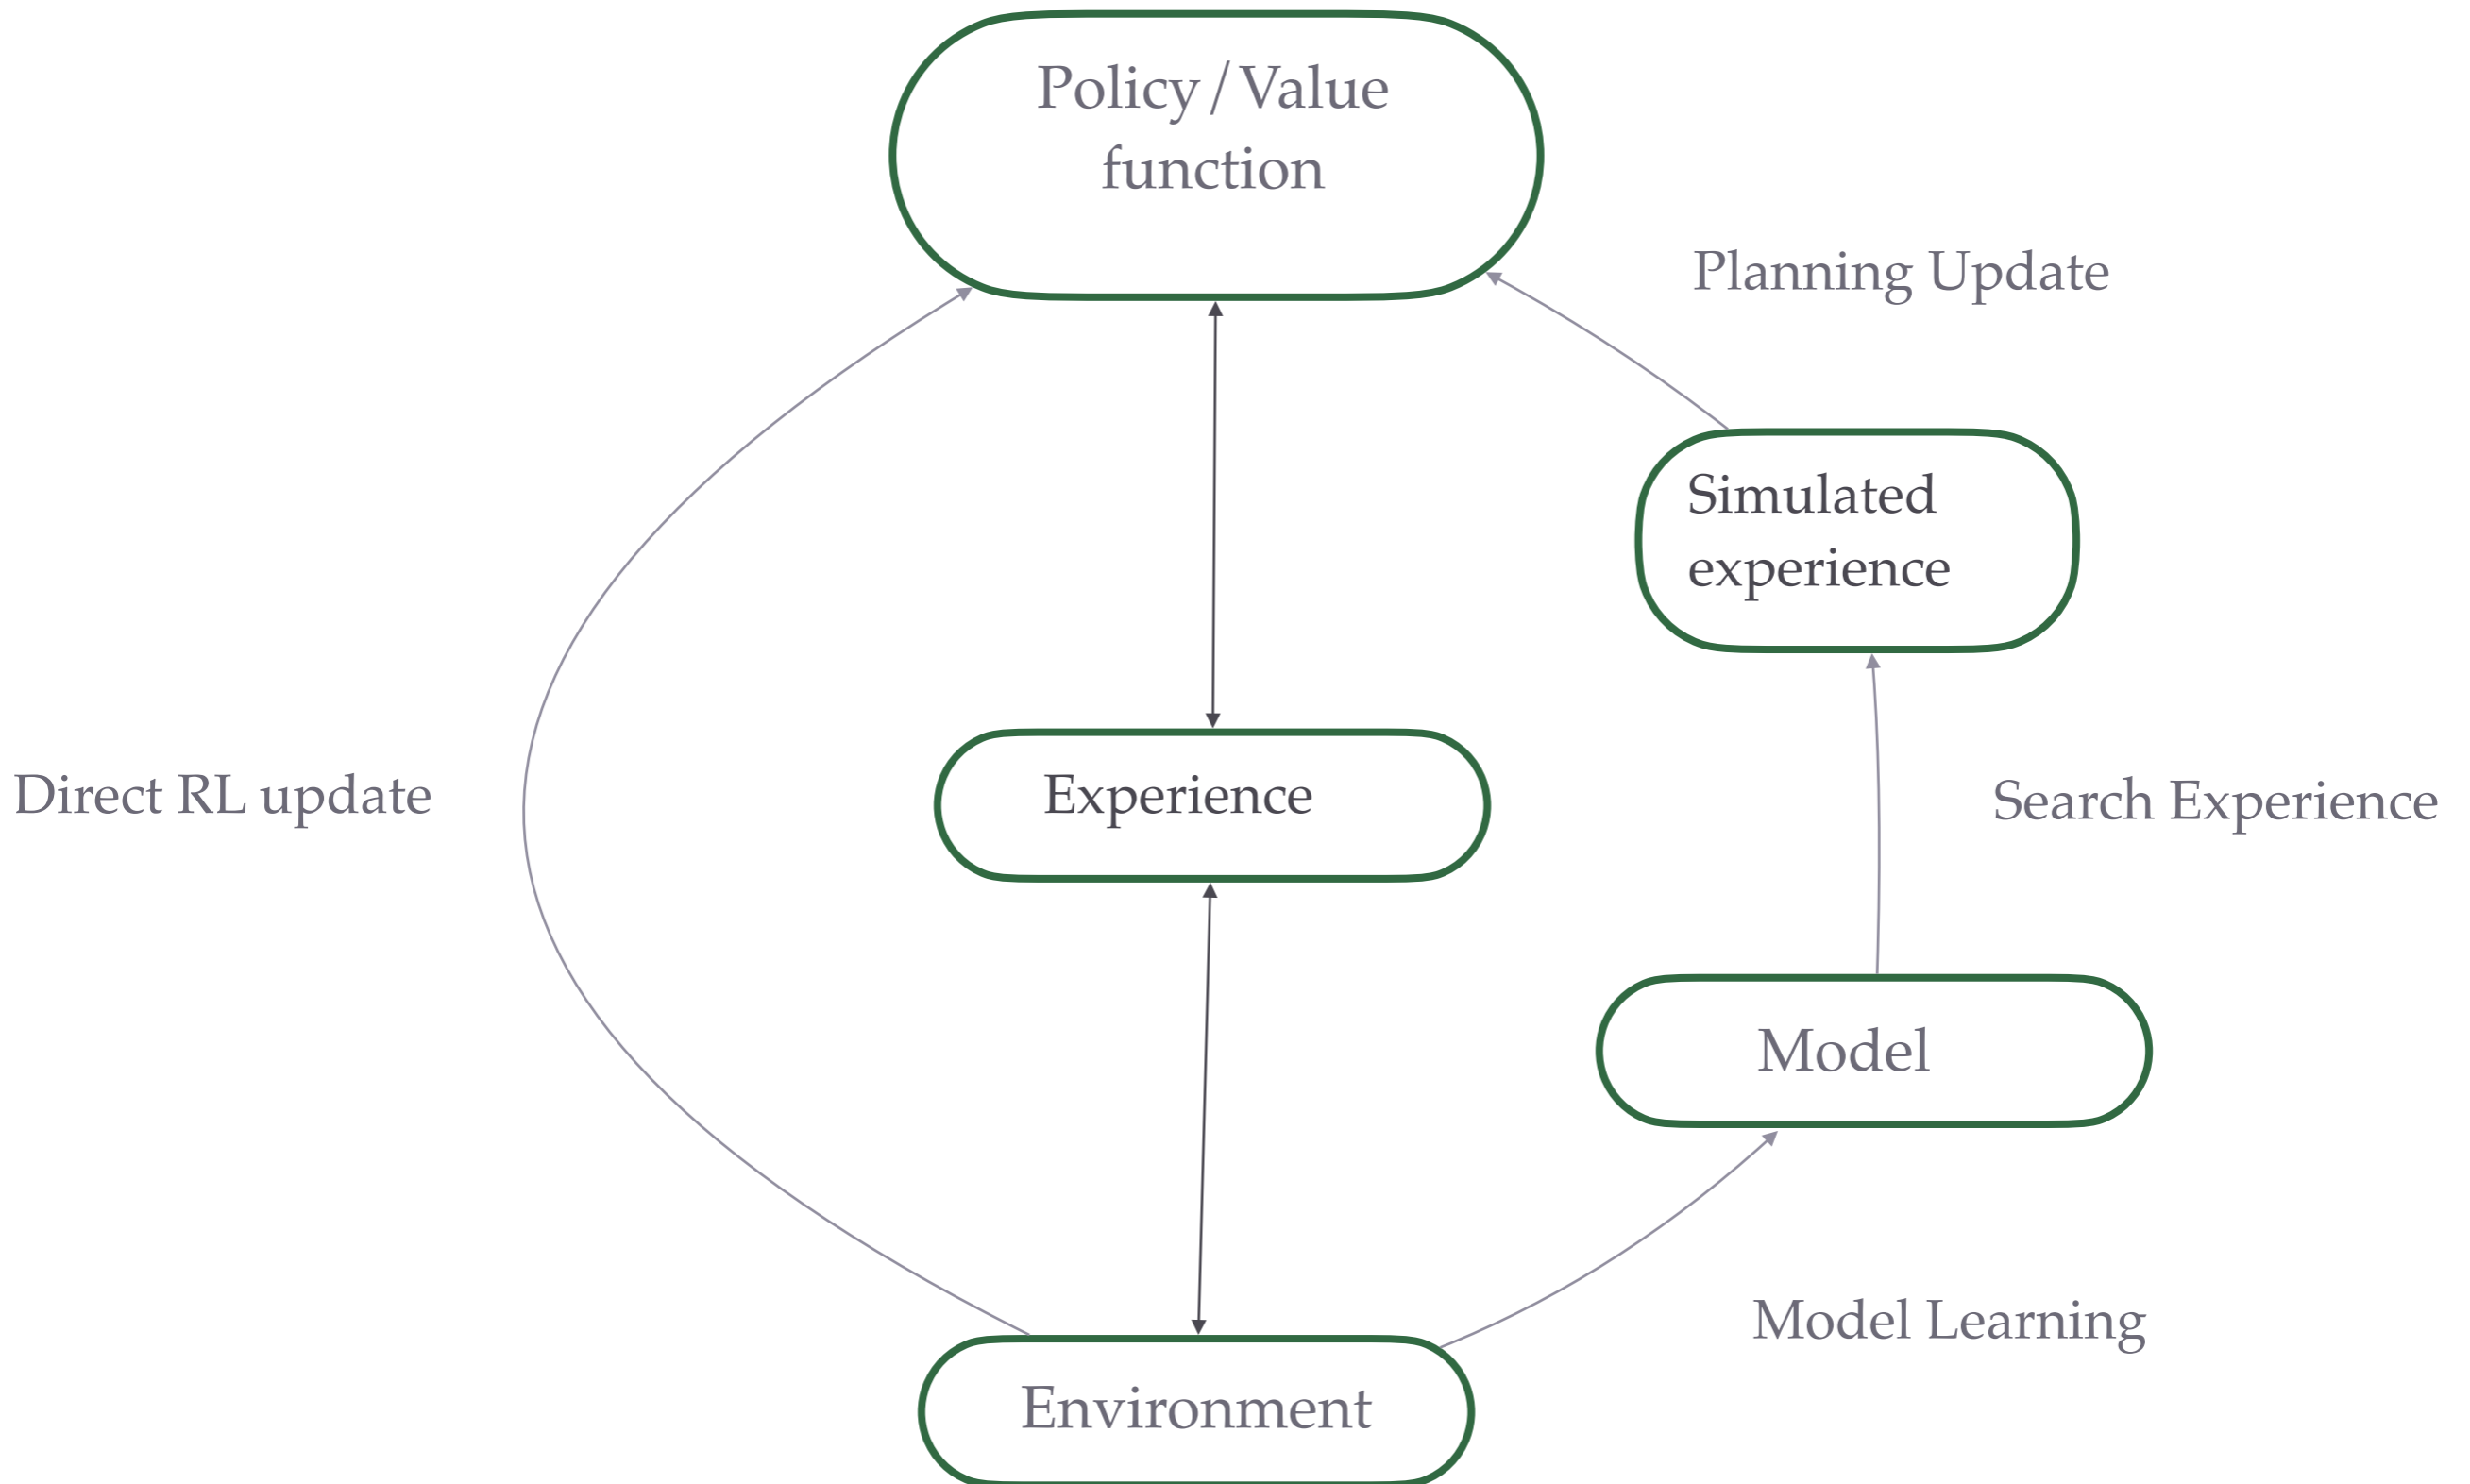 Policy/Value
function
Planning Update
Simulated
experience
Direct RL update
Experience
Search Experience
Model
Model Learning
Environment